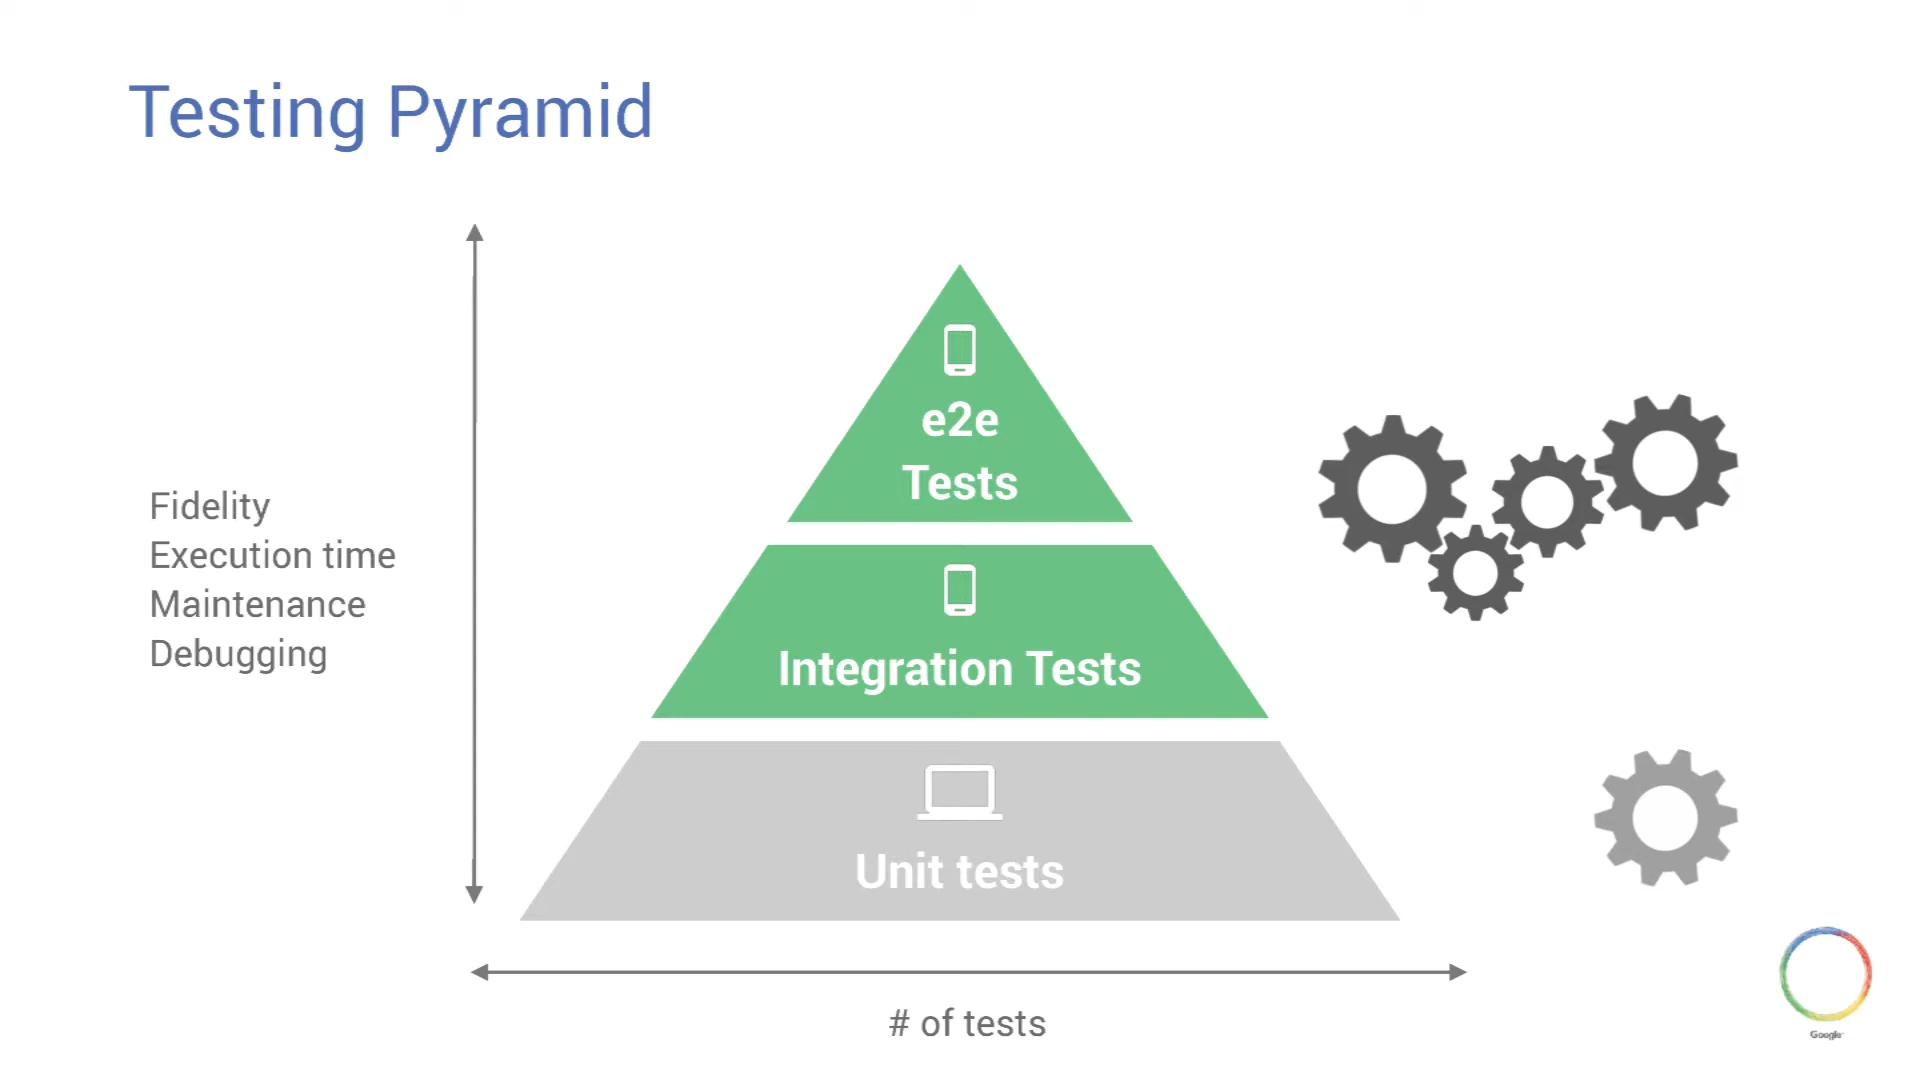 Testing Pyramid
Fidelity
Execution time
Maintenance
Debugging
e2e
Tests
Integration Tests
Unit tests
# of tests
Google